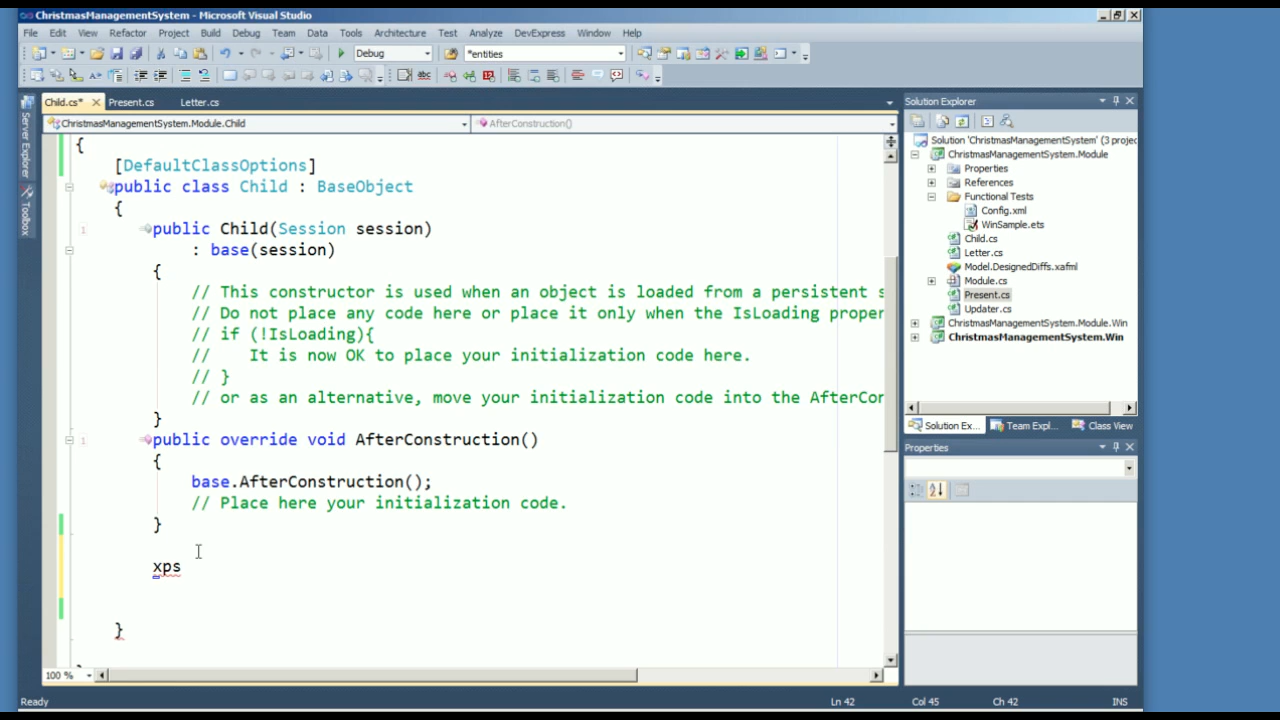 ChristmasManagementSystem - Microsoft Visual Studio
File Edit View Refactor Project Build Debug Team Data Tools Architecture Test Analyze DevExpress Window Help
Debug *entities
Child.cs* Present.cs Letter.cs
ChristmasManagementSystem.Module.Child AfterConstruction()
Server Explorer
Toolbox
{
[DefaultClassOptions]
public class Child : BaseObject
{
1 public Child(Session session)
: base(session)
{
// This constructor is used when an object is loaded from a persistent s
// Do not place any code here or place it only when the IsLoading proper
// if (!IsLoading){
// It is now OK to place your initialization code here.
// }
// or as an alternative, move your initialization code into the AfterCon
}
1 public override void AfterConstruction()
{
base.AfterConstruction();
// Place here your initialization code.
}
xps
}
100 %
Solution Explorer
Solution 'ChristmasManagementSystem' (3 projec
ChristmasManagementSystem.Module
Properties
References
Functional Tests
Config.xml
WinSample.ets
Child.cs
Letter.cs
Model.DesignedDiffs.xafml
Module.cs
Present.cs
Updater.cs
ChristmasManagementSystem.Module.Win
ChristmasManagementSystem.Win
Solution Ex... Team Expl... Class View
Properties
Ready Ln 42 Col 45 Ch 42 INS